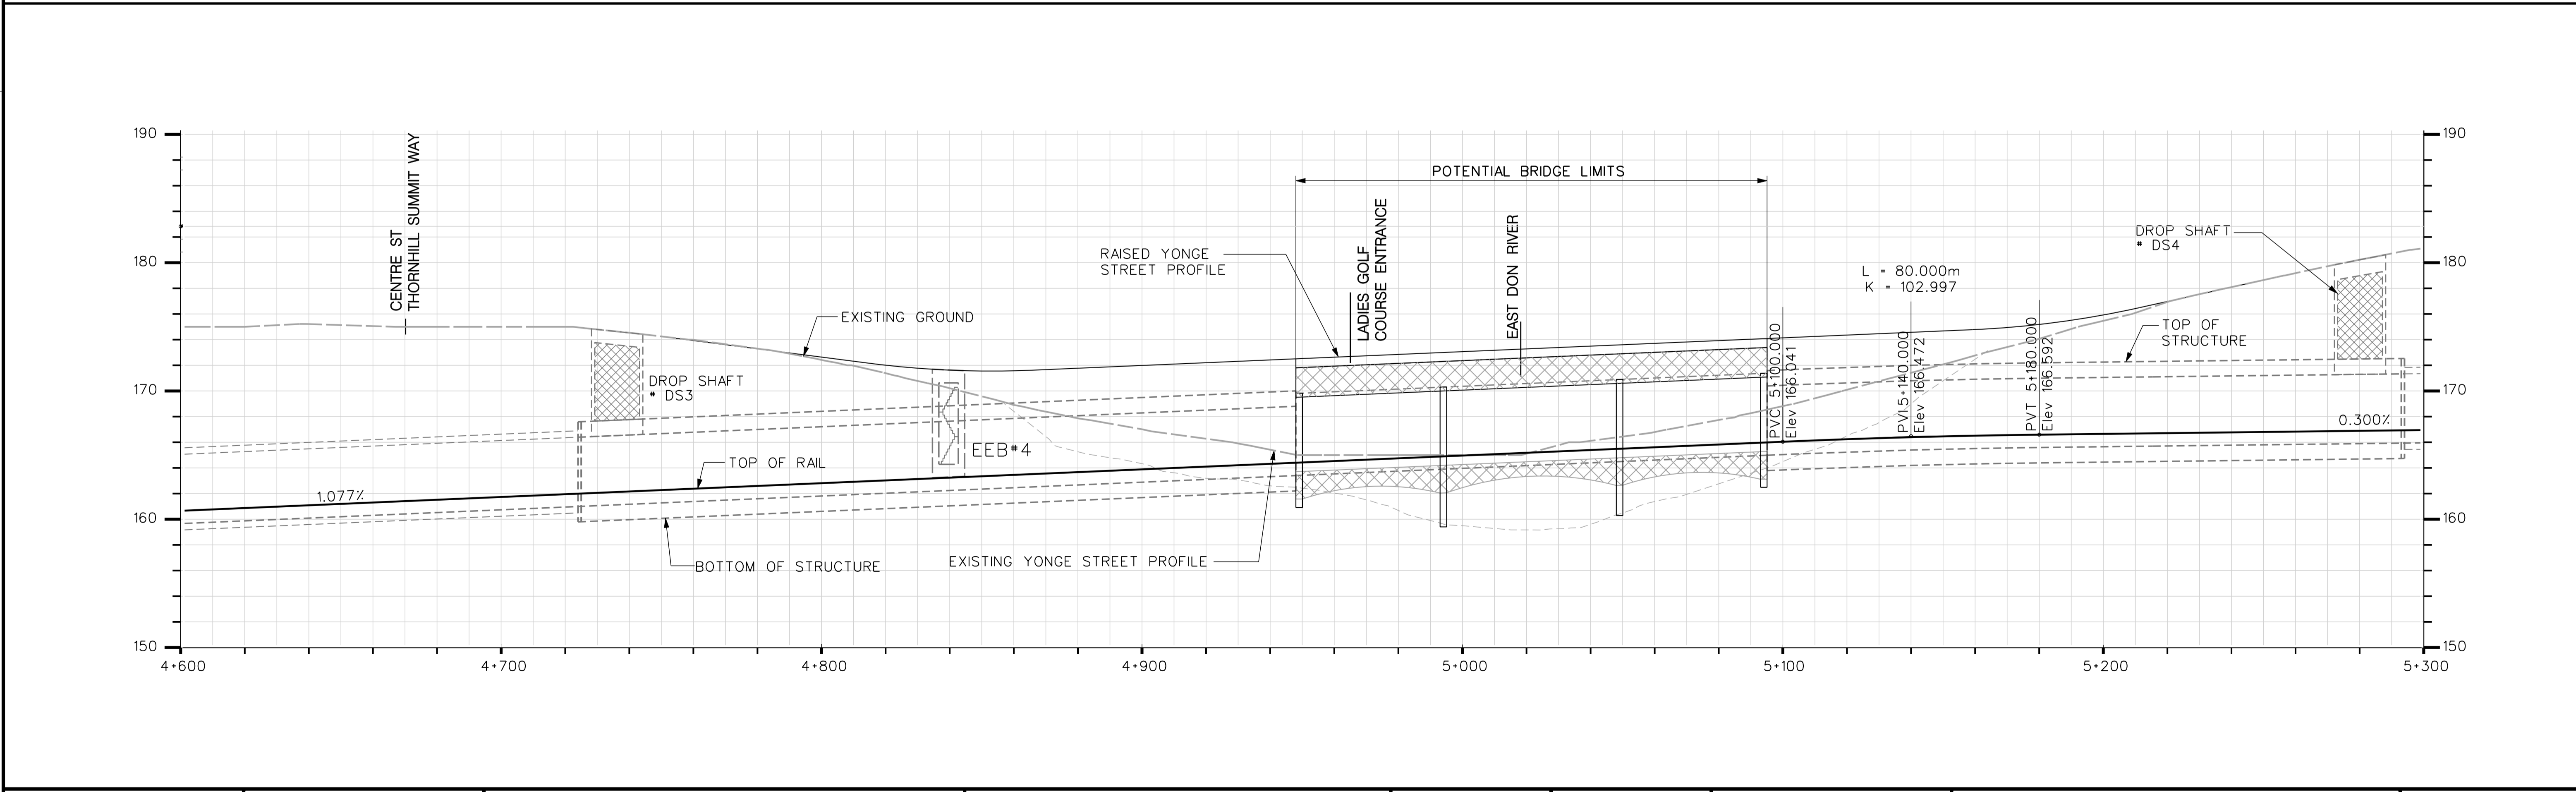 190
180
170
160
150
CENTRE ST
THORNHILL SUMMIT WAY
EXISTING GROUND
DROP SHAFT
# DS3
EEB#4
TOP OF RAIL
1.077%
BOTTOM OF STRUCTURE
EXISTING YONGE STREET PROFILE
RAISED YONGE
STREET PROFILE
POTENTIAL BRIDGE LIMITS
LADIES GOLF
COURSE ENTRANCE
EAST DON RIVER
PVC 5+100.000
Elev 166.041
L = 80.000m
K = 102.997
PVI 5+140.000
Elev 166.472
PVT 5+180.000
Elev 166.592
DROP SHAFT
# DS4
TOP OF
STRUCTURE
0.300%
190
180
170
160
150
4+600
4+700
4+800
4+900
5+000
5+100
5+200
5+300